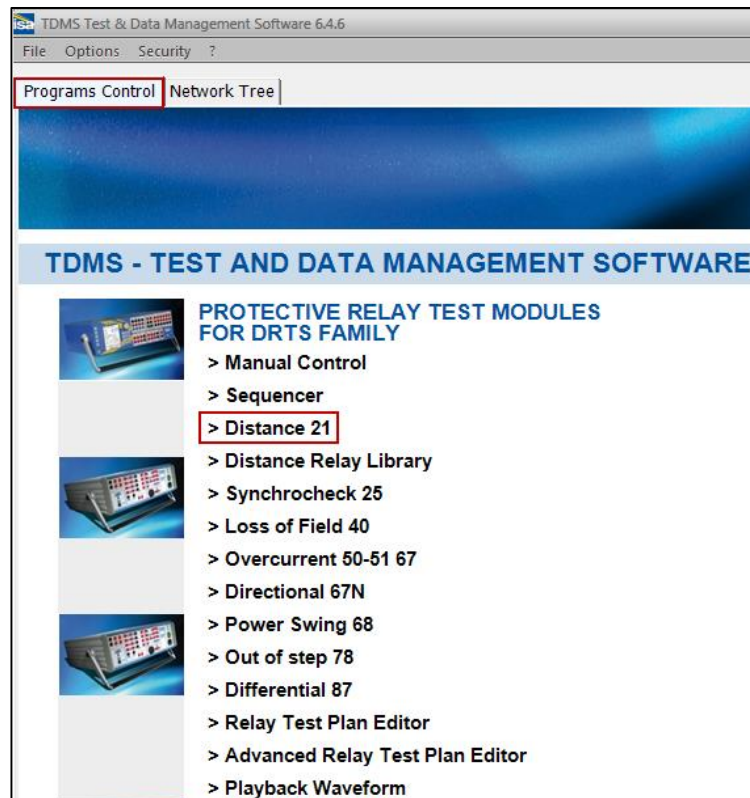 isa TDMS Test & Data Management Software 6.4.6
File Options Security ?
Programs Control Network Tree
TDMS - TEST AND DATA MANAGEMENT SOFTWARE
PROTECTIVE RELAY TEST MODULES
FOR DRTS FAMILY
> Manual Control
> Sequencer
> Distance 21
> Distance Relay Library
> Synchrocheck 25
> Loss of Field 40
> Overcurrent 50-51 67
> Directional 67N
> Power Swing 68
> Out of step 78
> Differential 87
> Relay Test Plan Editor
> Advanced Relay Test Plan Editor
> Playback Waveform